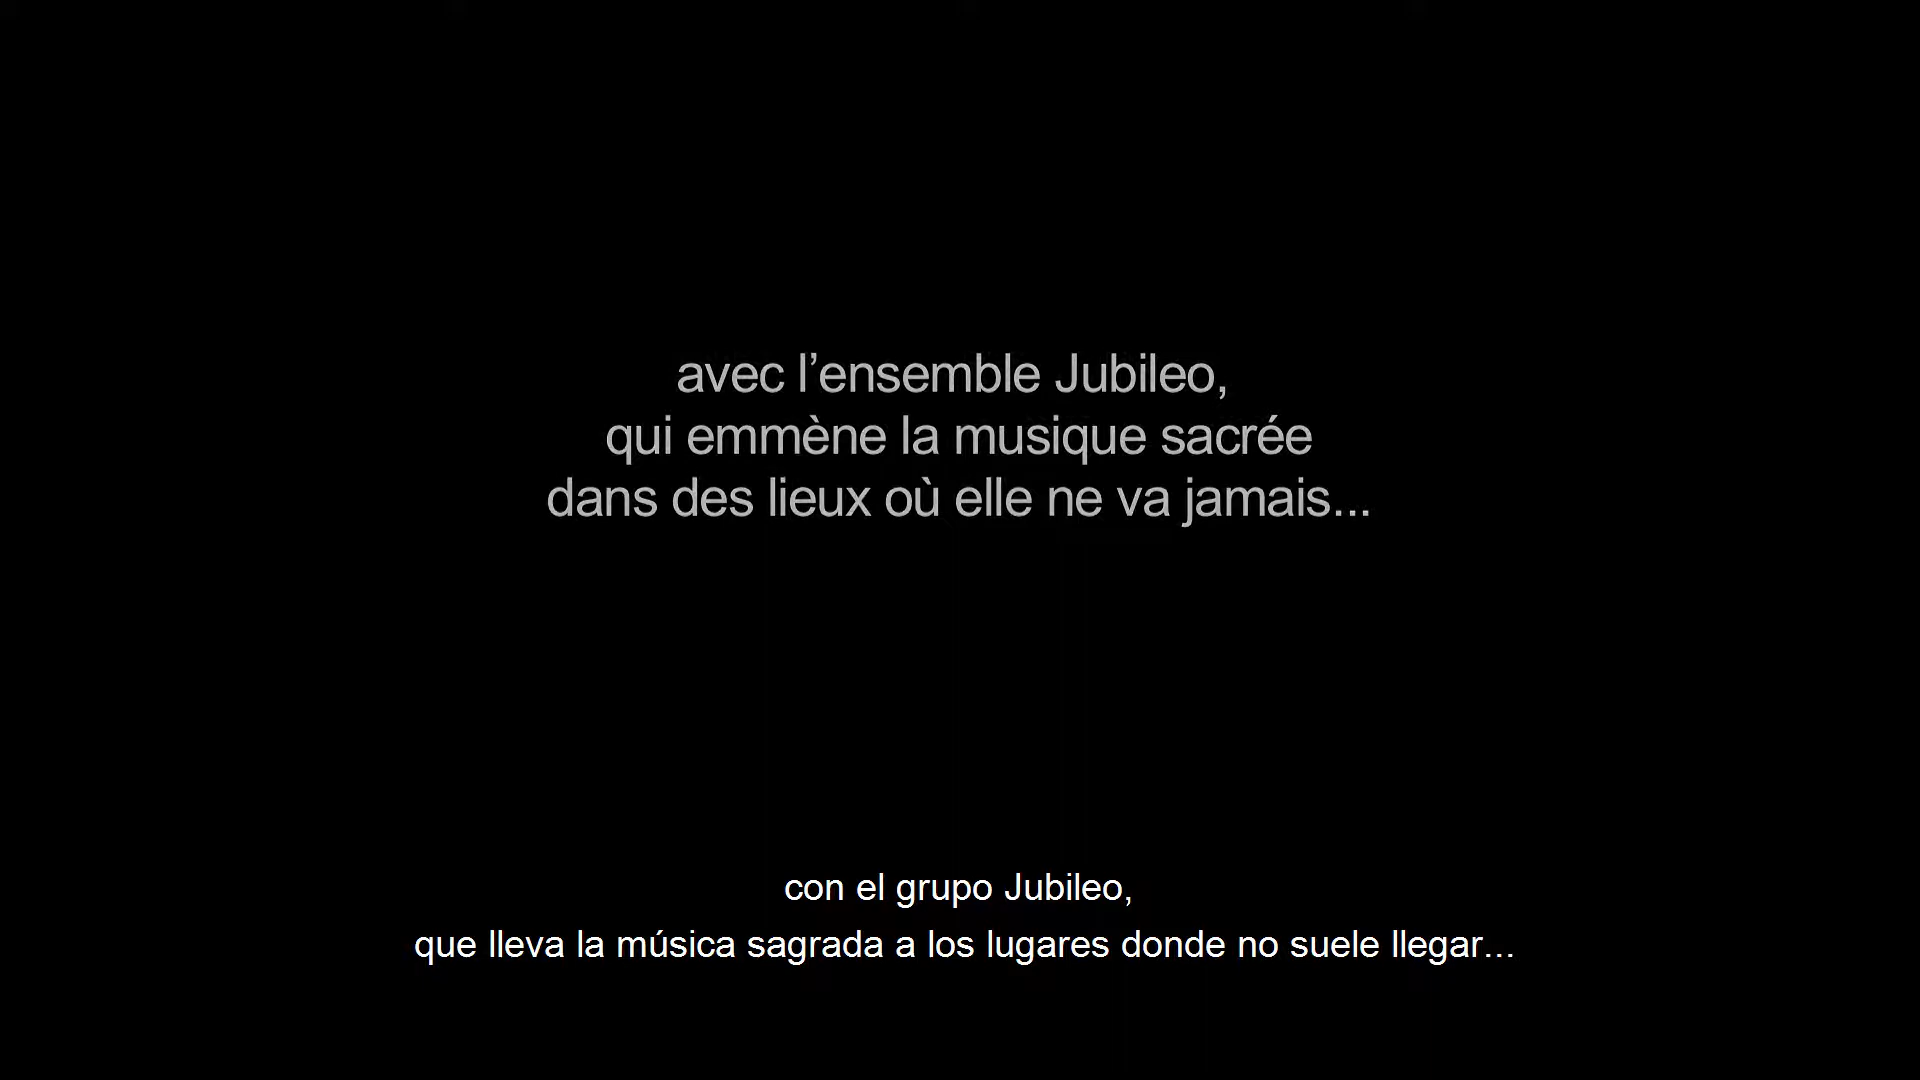 avec l’ensemble Jubileo,
qui emmène la musique sacrée
dans des lieux où elle ne va jamais...
con el grupo Jubileo,
que lleva la música sagrada a los lugares donde no suele llegar...